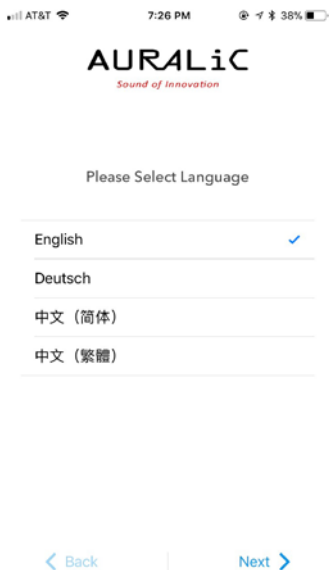 AT&T 7:26 PM 38%
AURALiC
Sound of Innovation
Please Select Language
English
Deutsch
中文（简体）
中文（繁體）
Back Next